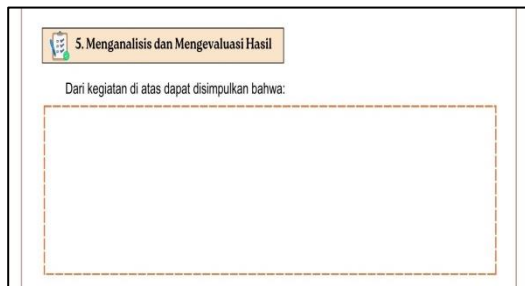 5. Menganalisis dan Mengevaluasi Hasil
Dari kegiatan di atas dapat disimpulkan bahwa: